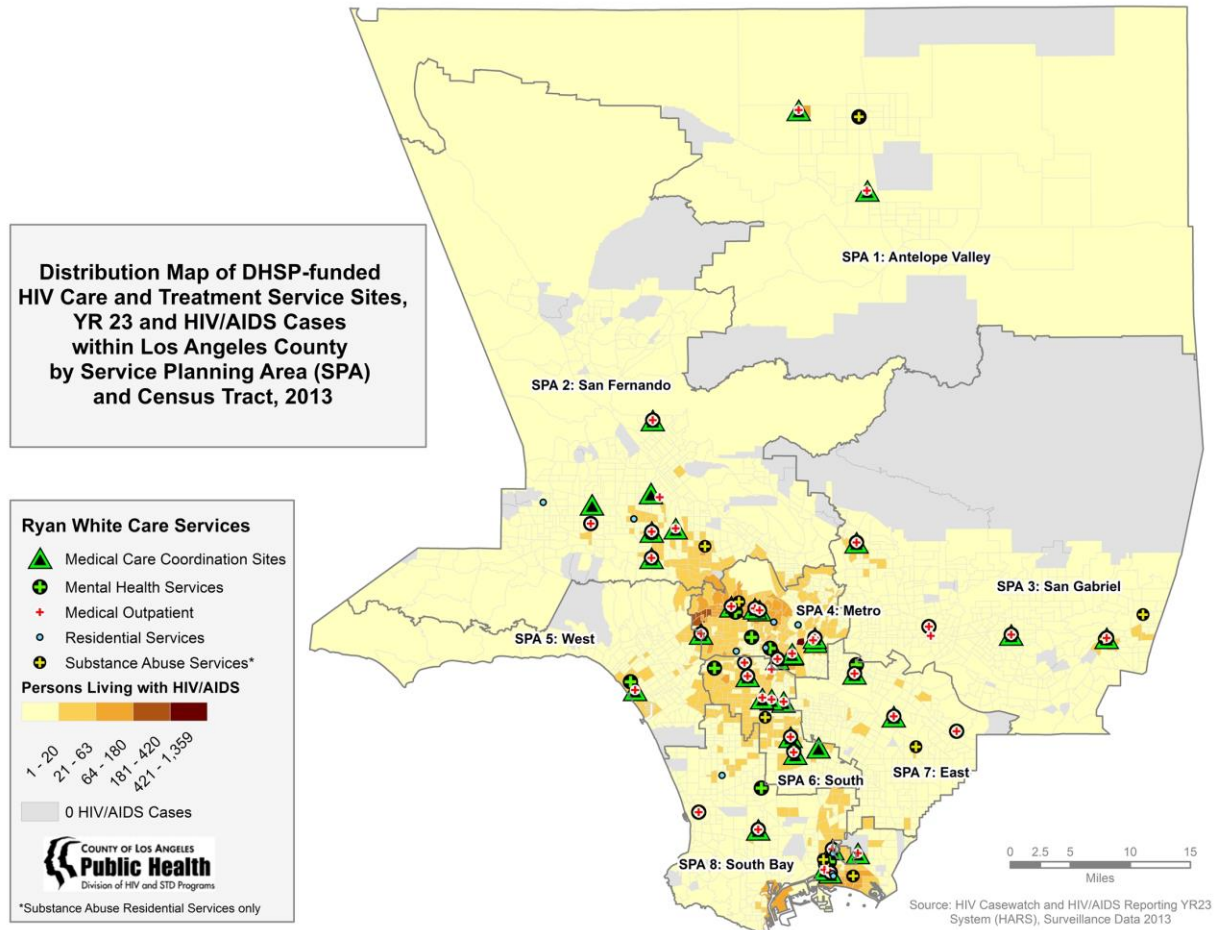 Distribution Map of DHSP-funded
HIV Care and Treatment Service Sites,
YR 23 and HIV/AIDS Cases
within Los Angeles County
by Service Planning Area (SPA)
and Census Tract, 2013
SPA 1: Antelope Valley
SPA 2: San Fernando
SPA 3: San Gabriel
SPA 4: Metro
SPA 5: West
SPA 6: South
SPA 7: East
SPA 8: South Bay
Ryan White Care Services
Medical Care Coordination Sites
Mental Health Services
Medical Outpatient
Residential Services
Substance Abuse Services*
Persons Living with HIV/AIDS
1 - 20
21 - 63
64 - 180
181 - 420
421 - 1,359
0 HIV/AIDS Cases
COUNTY OF LOS ANGELES
Public Health
Division of HIV and STD Programs
*Substance Abuse Residential Services only
0 2.5 5 10 15
Miles
Source: HIV Casewatch and HIV/AIDS Reporting YR23
System (HARS), Surveillance Data 2013